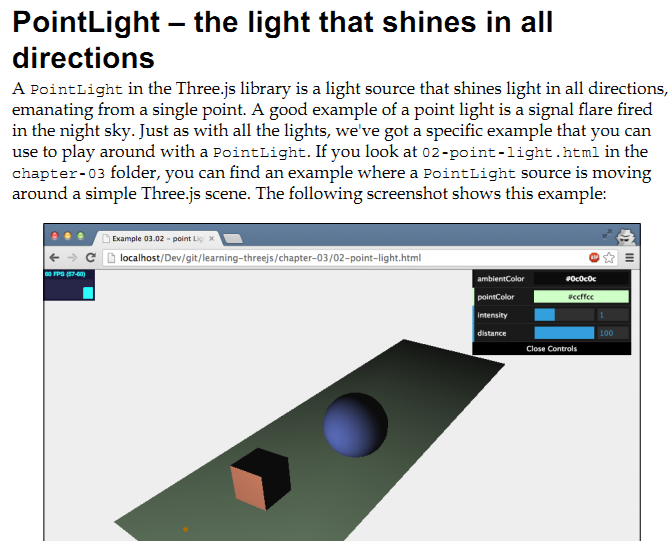 PointLight – the light that shines in all
directions
A PointLight in the Three.js library is a light source that shines light in all directions,
emanating from a single point. A good example of a point light is a signal flare fired
in the night sky. Just as with all the lights, we've got a specific example that you can
use to play around with a PointLight. If you look at 02-point-light.html in the
chapter-03 folder, you can find an example where a PointLight source is moving
around a simple Three.js scene. The following screenshot shows this example:
Example 03.02 - point Lig
localhost/Dev/git/learning-threejs/chapter-03/02-point-light.html
ABP
60 FPS (57-60)
ambientColor #0c0c0c
pointColor #ccffcc
intensity 1
distance 100
Close Controls